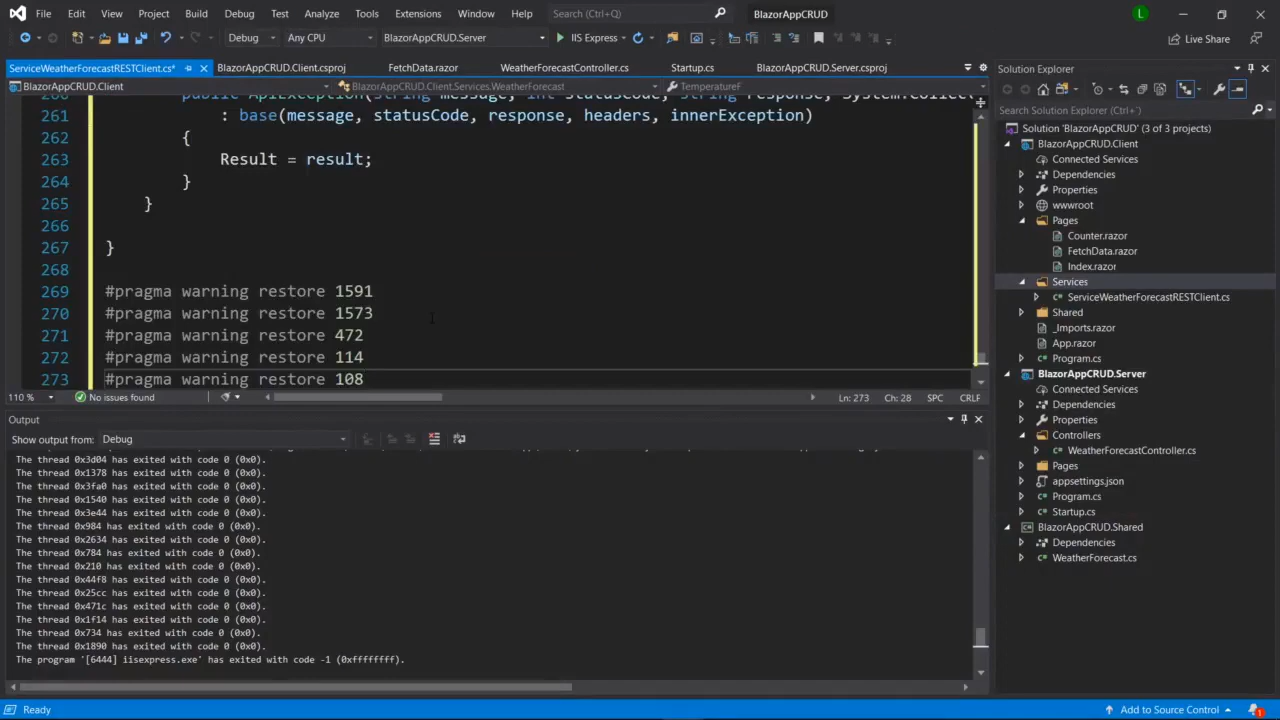 File Edit View Project Build Debug Test Analyze Tools Extensions Window Help Search (Ctrl+Q) BlazorAppCRUD L
Debug Any CPU BlazorAppCRUD.Server IIS Express Live Share
ServiceWeatherForecastRESTClient.cs* BlazorAppCRUD.Client.csproj FetchData.razor WeatherForecastController.cs Startup.cs BlazorAppCRUD.Server.csproj
BlazorAppCRUD.Client BlazorAppCRUD.Client.Services.WeatherForecast TemperatureF
260 public ApiException(string message, int statusCode, string response, System.Collec
261 : base(message, statusCode, response, headers, innerException)
262 {
263 Result = result;
264 }
265 }
266
267 }
268
269 #pragma warning restore 1591
270 #pragma warning restore 1573
271 #pragma warning restore 472
272 #pragma warning restore 114
273 #pragma warning restore 108
110 % No issues found Ln: 273 Ch: 28 SPC CRLF
Output
Show output from: Debug
The thread 0x3d04 has exited with code 0 (0x0).
The thread 0x1378 has exited with code 0 (0x0).
The thread 0x3fa0 has exited with code 0 (0x0).
The thread 0x1540 has exited with code 0 (0x0).
The thread 0x3e44 has exited with code 0 (0x0).
The thread 0x984 has exited with code 0 (0x0).
The thread 0x2634 has exited with code 0 (0x0).
The thread 0x784 has exited with code 0 (0x0).
The thread 0x210 has exited with code 0 (0x0).
The thread 0x44f8 has exited with code 0 (0x0).
The thread 0x25cc has exited with code 0 (0x0).
The thread 0x471c has exited with code 0 (0x0).
The thread 0x1f14 has exited with code 0 (0x0).
The thread 0x734 has exited with code 0 (0x0).
The thread 0x1890 has exited with code 0 (0x0).
The program '[6444] iisexpress.exe' has exited with code -1 (0xffffffff).
Solution Explorer
Search Solution Explorer (Ctrl+')
Solution 'BlazorAppCRUD' (3 of 3 projects)
BlazorAppCRUD.Client
Connected Services
Dependencies
Properties
wwwroot
Pages
Counter.razor
FetchData.razor
Index.razor
Services
ServiceWeatherForecastRESTClient.cs
Shared
_Imports.razor
App.razor
Program.cs
BlazorAppCRUD.Server
Connected Services
Dependencies
Properties
Controllers
WeatherForecastController.cs
Pages
appsettings.json
Program.cs
Startup.cs
BlazorAppCRUD.Shared
Dependencies
WeatherForecast.cs
Ready Add to Source Control 1